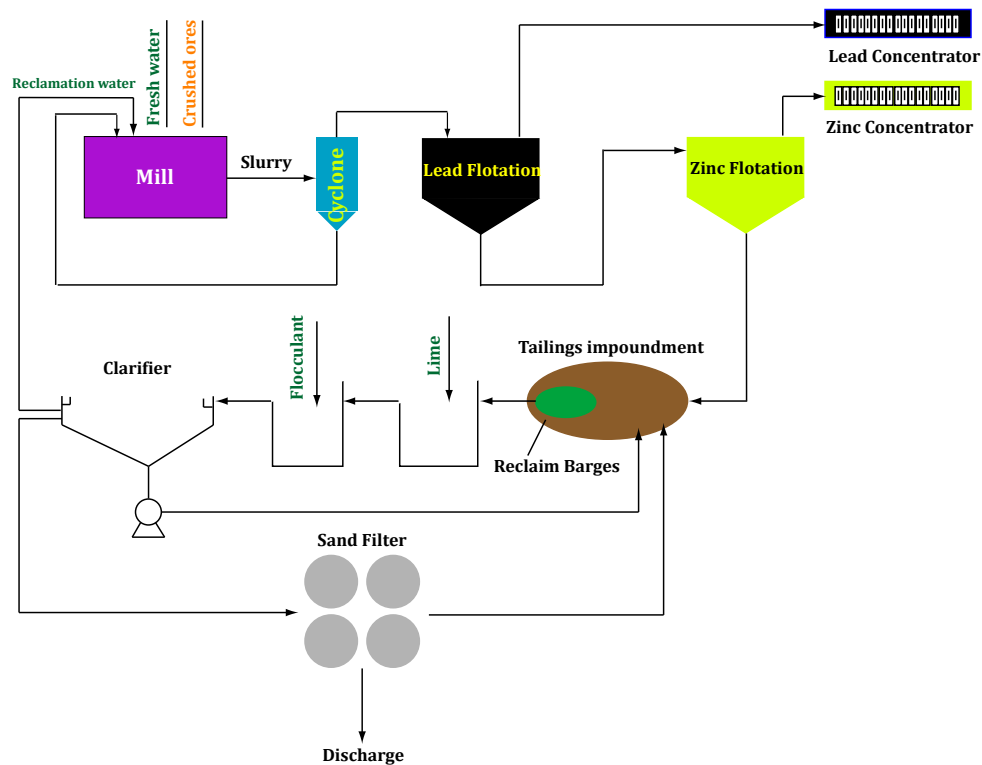 Lead Concentrator
Reclamation water
Fresh water
Crushed ores
Zinc Concentrator
Mill
Slurry
Cyclone
Lead Flotation
Zinc Flotation
Clarifier
Flocculant
Lime
Tailings impoundment
Reclaim Barges
Sand Filter
Discharge